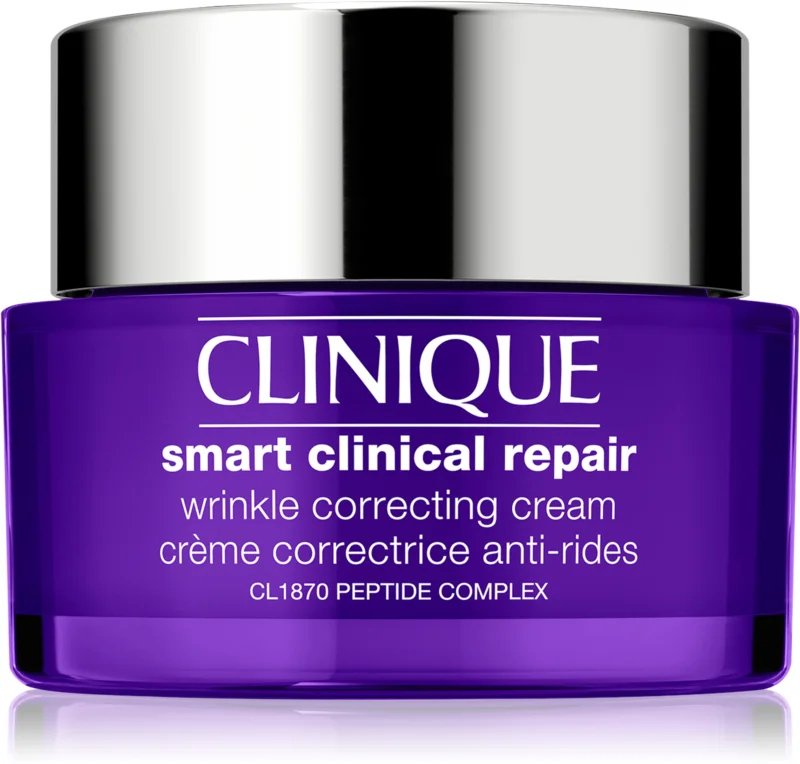 CLINIQUE
smart clinical repair
wrinkle correcting cream
crème correctrice anti-rides
CL1870 PEPTIDE COMPLEX